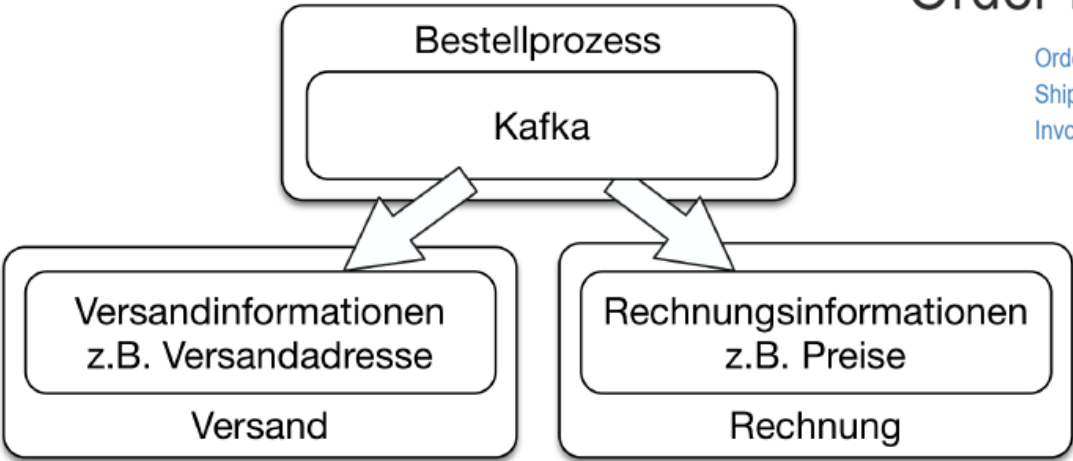 Bestellprozess
Kafka
Versandinformationen
z.B. Versandadresse
Versand
Rechnungsinformationen
z.B. Preise
Rechnung